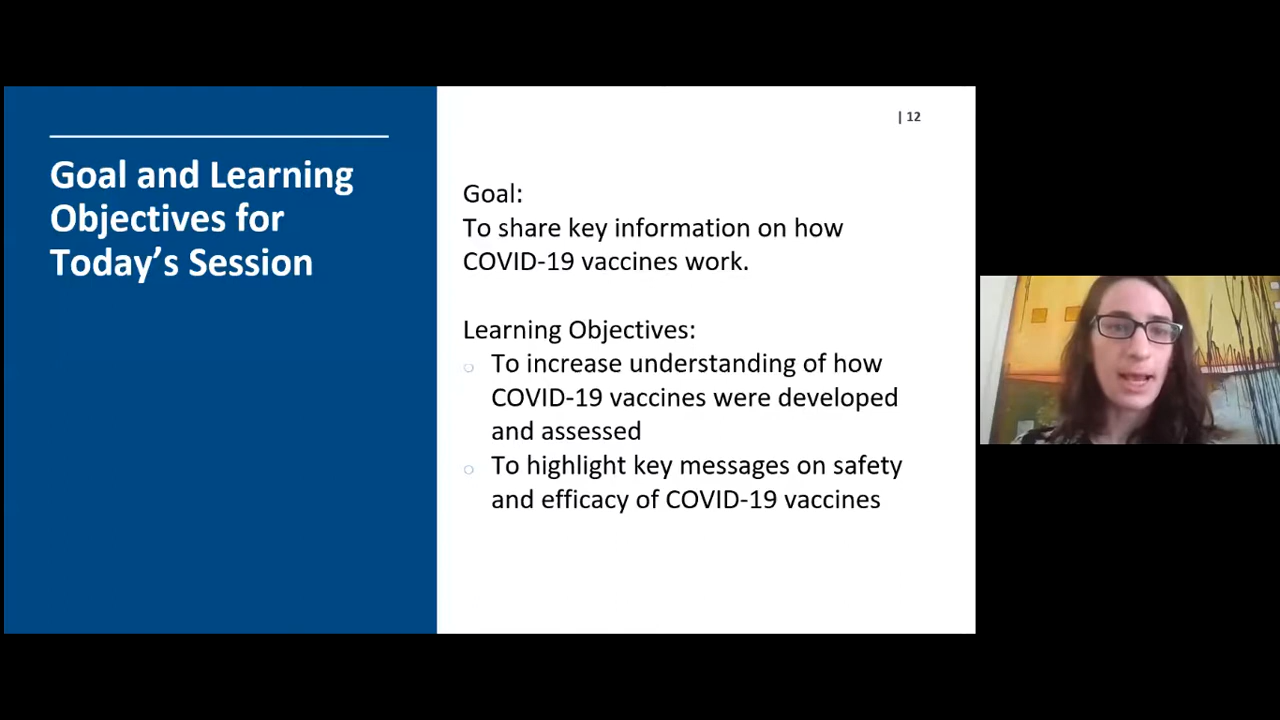 Goal and Learning
Objectives for
Today’s Session
| 12
Goal:
To share key information on how
COVID-19 vaccines work.
Learning Objectives:
To increase understanding of how
COVID-19 vaccines were developed
and assessed
To highlight key messages on safety
and efficacy of COVID-19 vaccines